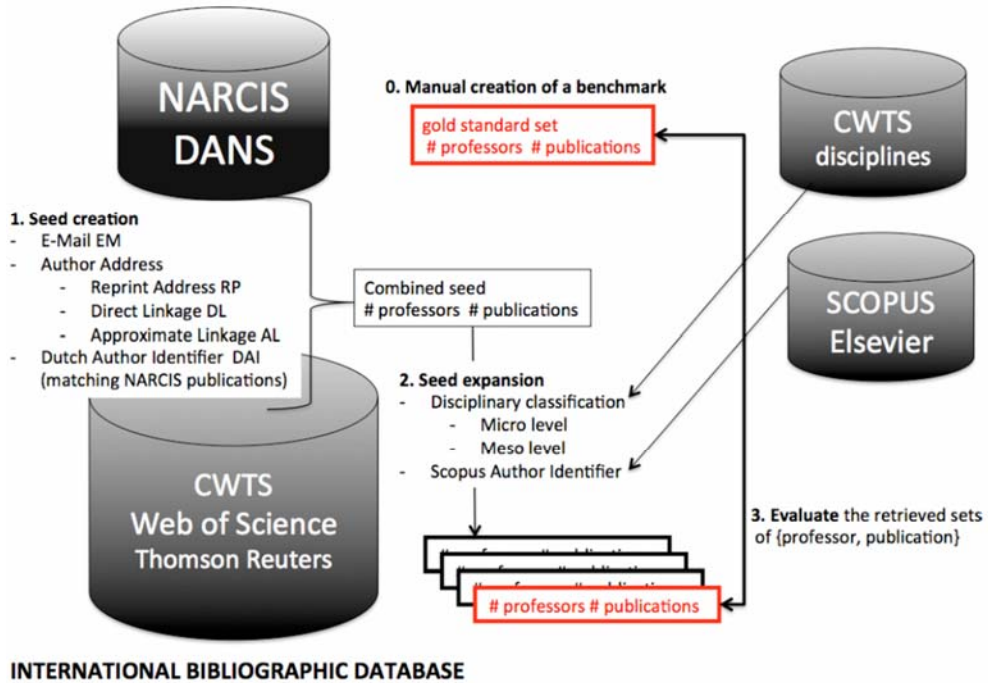 NARCIS
DANS
0. Manual creation of a benchmark
gold standard set
# professors # publications
CWTS
disciplines
1. Seed creation
- E-Mail EM
- Author Address
- Reprint Address RP
- Direct Linkage DL
- Approximate Linkage AL
- Dutch Author Identifier DAI
(matching NARCIS publications)
Combined seed
# professors # publications
SCOPUS
Elsevier
2. Seed expansion
- Disciplinary classification
- Micro level
- Meso level
- Scopus Author Identifier
CWTS
Web of Science
Thomson Reuters
3. Evaluate the retrieved sets
of {professor, publication}
# professors # publications
INTERNATIONAL BIBLIOGRAPHIC DATABASE